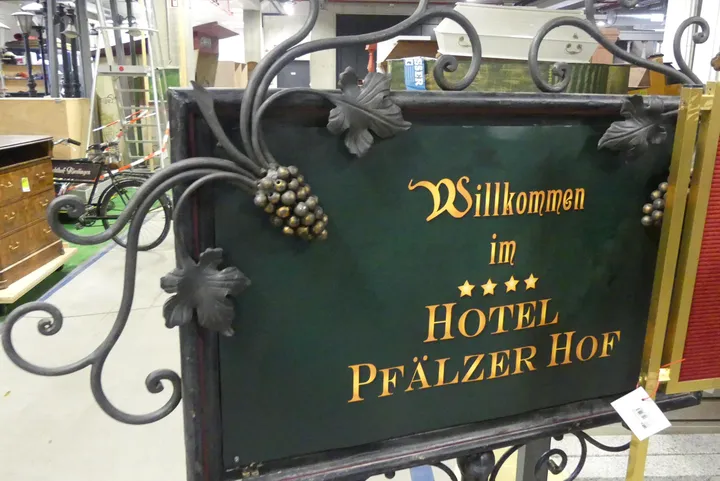 Willkommen
im
HOTEL
PFÄLZER HOF